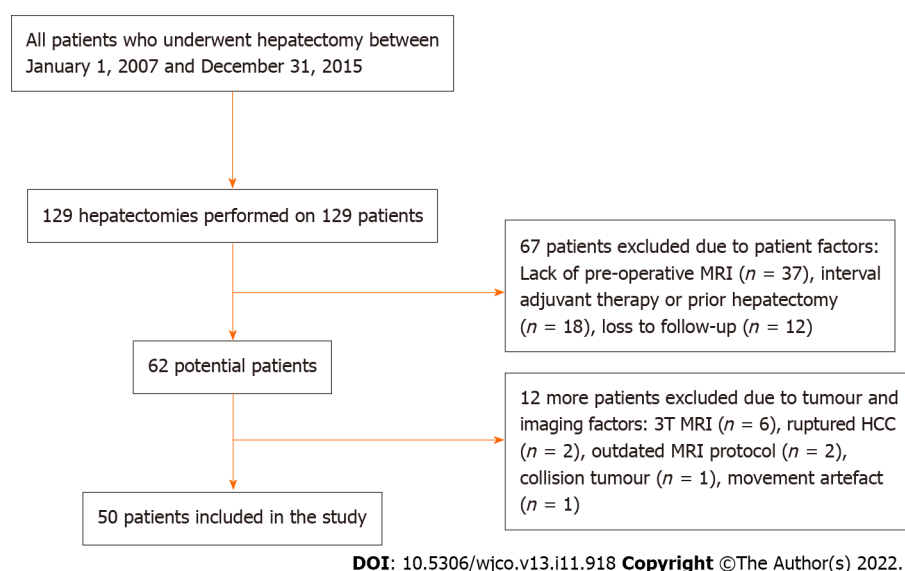 All patients who underwent hepatectomy between
January 1, 2007 and December 31, 2015
129 hepatectomies performed on 129 patients
67 patients excluded due to patient factors:
Lack of pre-operative MRI (n = 37), interval
adjuvant therapy or prior hepatectomy
(n = 18), loss to follow-up (n = 12)
62 potential patients
12 more patients excluded due to tumour and
imaging factors: 3T MRI (n = 6), ruptured HCC
(n = 2), outdated MRI protocol (n = 2),
collision tumour (n = 1), movement artefact
(n = 1)
50 patients included in the study
DOI: 10.5306/wjco.v13.i11.918 Copyright ©The Author(s) 2022.